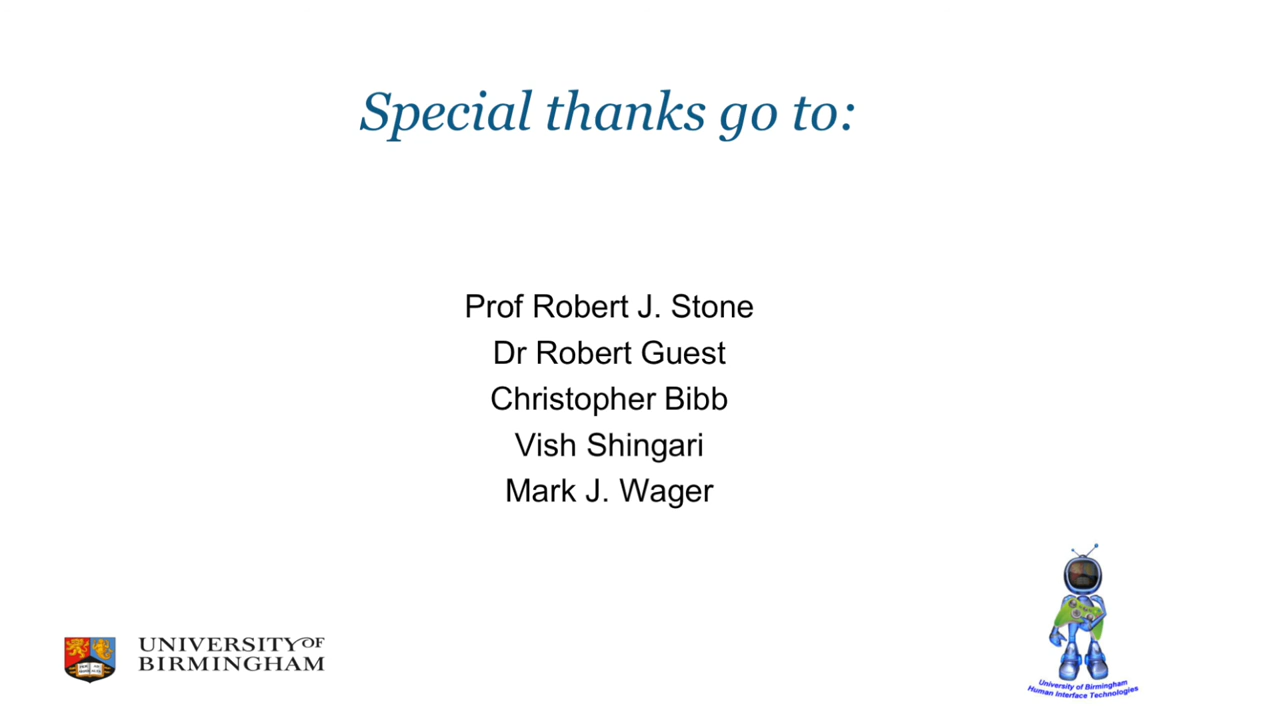 Special thanks go to:
Prof Robert J. Stone
Dr Robert Guest
Christopher Bibb
Vish Shingari
Mark J. Wager
UNIVERSITY OF
BIRMINGHAM
University of Birmingham
Human Interface Technologies